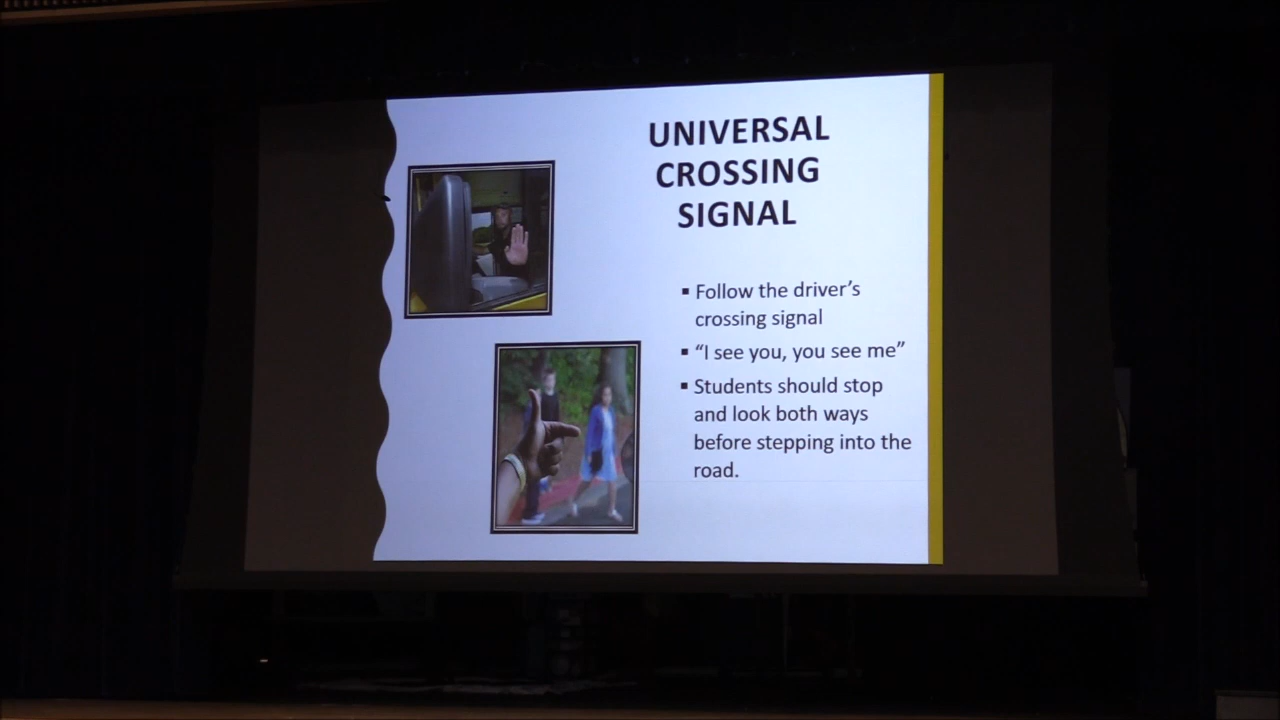 UNIVERSAL
CROSSING
SIGNAL
▪ Follow the driver’s
crossing signal
▪ “I see you, you see me”
▪ Students should stop
and look both ways
before stepping into the
road.